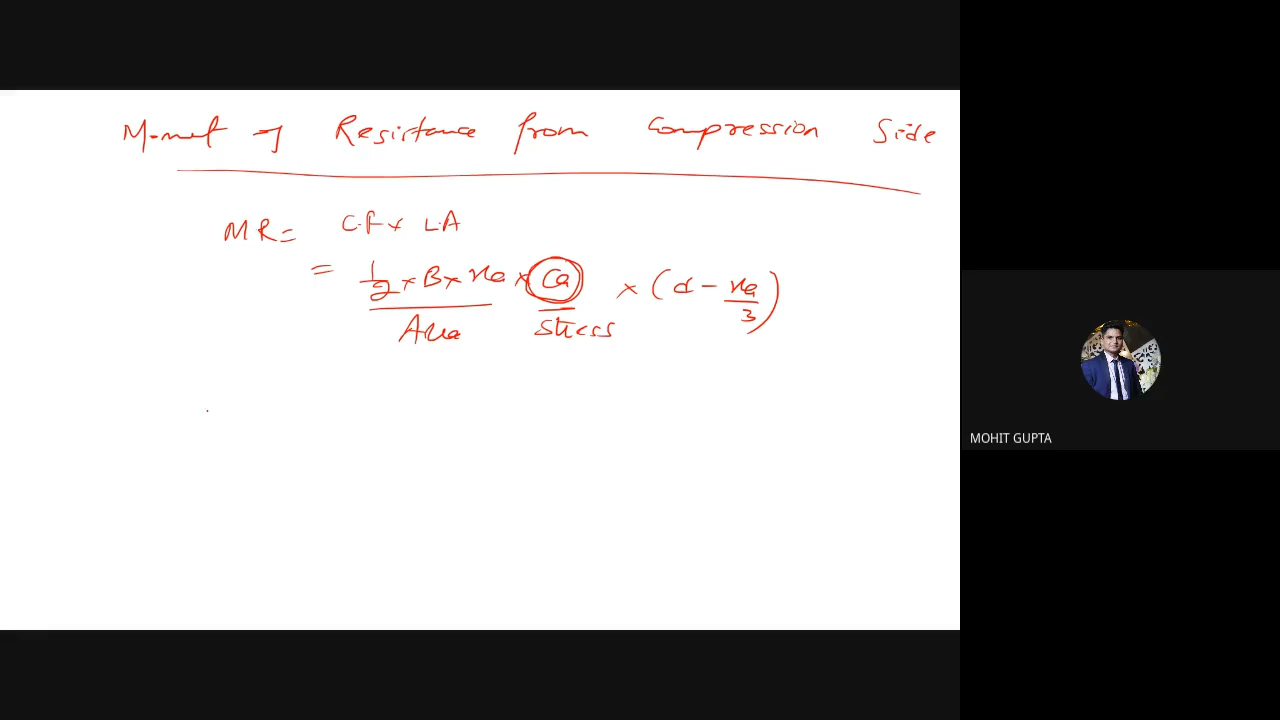 Moment of Resistance from Compression Side
MR = C.F x L.A
= 1/2 x B x xa x Ca x (d - xa/3)
Area stress
MOHIT GUPTA